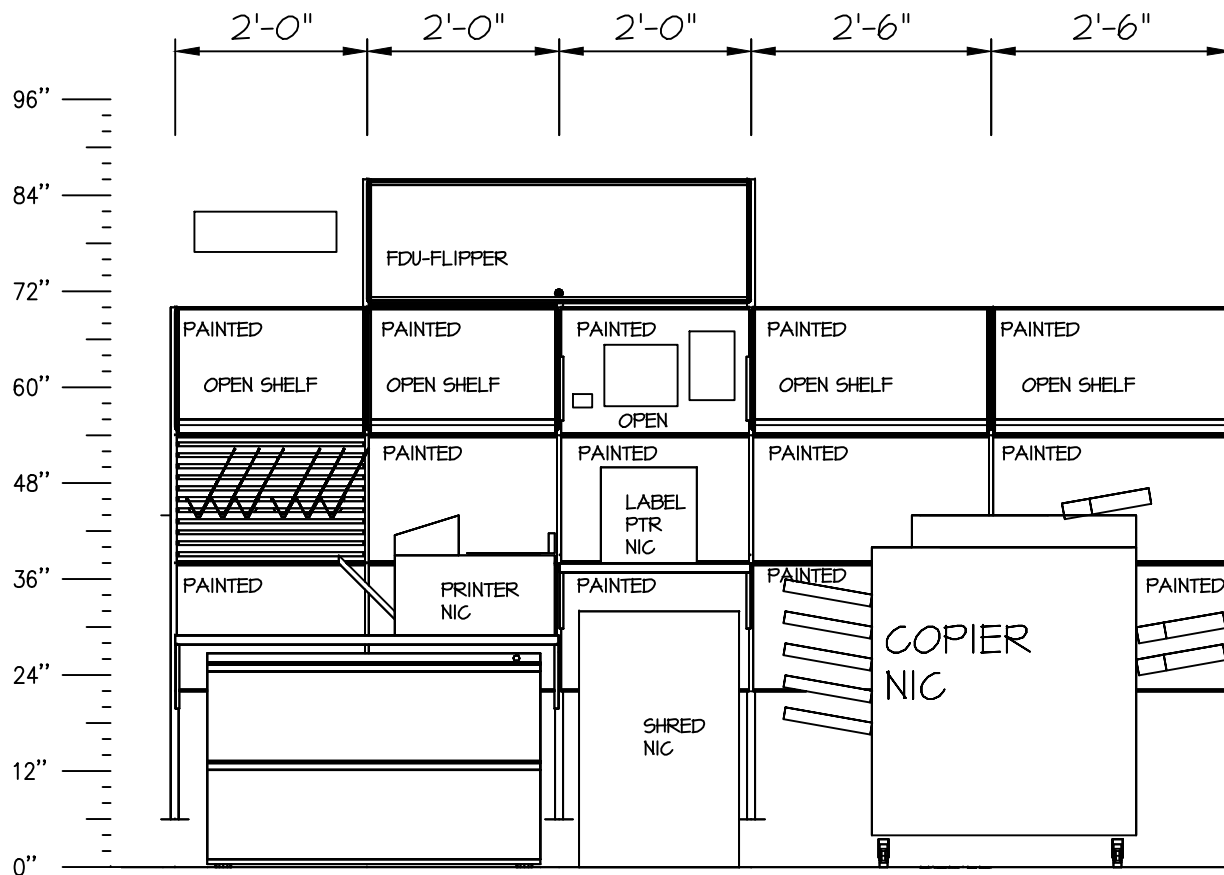 2'-0" 2'-0" 2'-0" 2'-6" 2'-6"
96"
84"
FDU-FLIPPER
72"
PAINTED PAINTED PAINTED PAINTED PAINTED
60"
OPEN SHELF OPEN SHELF OPEN SHELF OPEN SHELF
OPEN
PAINTED PAINTED PAINTED PAINTED
48"
LABEL
PTR
NIC
36"
PAINTED PAINTED PAINTED PAINTED
PRINTER
NIC
COPIER
NIC
24"
SHRED
NIC
12"
0"